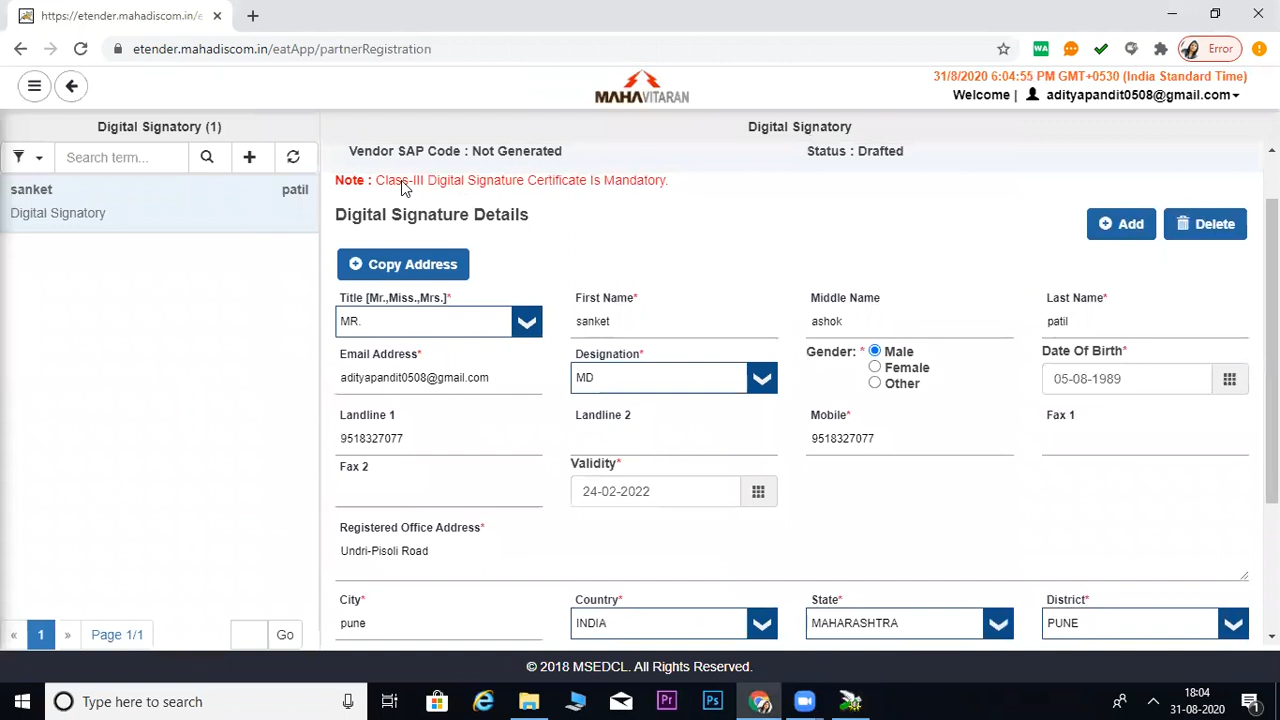 https://etender.mahadiscom.in/e
etender.mahadiscom.in/eatApp/partnerRegistration
WA
Error
MAHAVITARAN
31/8/2020 6:04:55 PM GMT+0530 (India Standard Time)
Welcome | adityapandit0508@gmail.com
Digital Signatory (1)
Digital Signatory
Search term...
Vendor SAP Code : Not Generated
Status : Drafted
sanket patil
Digital Signatory
Note : Class-III Digital Signature Certificate Is Mandatory.
Digital Signature Details
Add
Delete
Copy Address
Title [Mr.,Miss.,Mrs.]* First Name* Middle Name Last Name*
MR. sanket ashok patil
Email Address* Designation* Gender: * Male Date Of Birth*
Female
adityapandit0508@gmail.com MD Other 05-08-1989
Landline 1 Landline 2 Mobile* Fax 1
9518327077 9518327077
Fax 2 Validity*
24-02-2022
Registered Office Address*
Undri-Pisoli Road
City* Country* State* District*
pune INDIA MAHARASHTRA PUNE
« 1 » Page 1/1 Go
© 2018 MSEDCL. All Rights Reserved.
Type here to search
Pr
Ps
18:04
31-08-2020
1